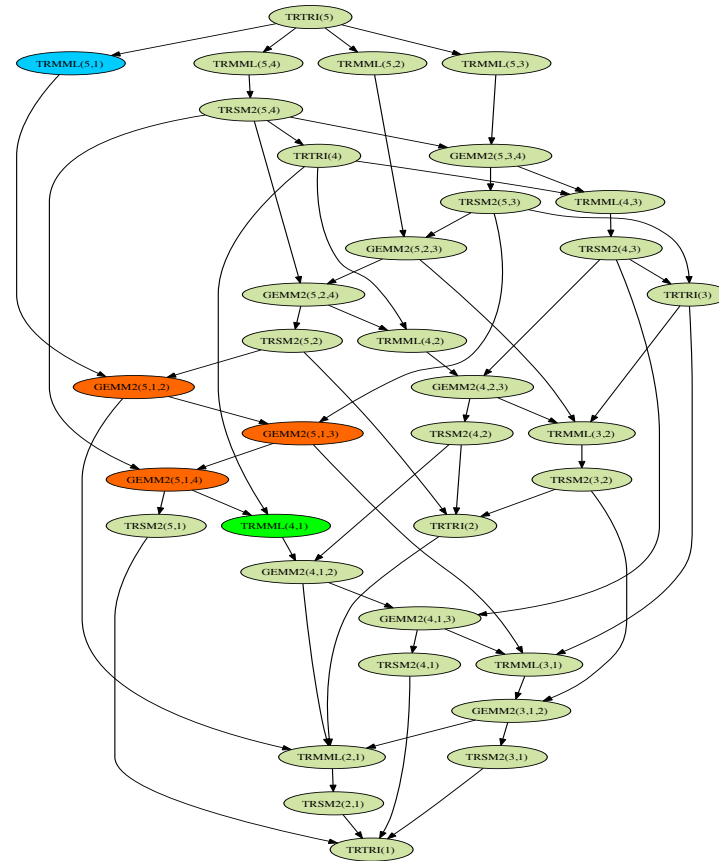 TRTRI(5)
TRMML(5,1)
TRMML(5,4)
TRMML(5,2)
TRMML(5,3)
TRSM2(5,4)
TRTRI(4)
GEMM2(5,3,4)
TRSM2(5,3)
TRMML(4,3)
GEMM2(5,2,3)
TRSM2(4,3)
GEMM2(5,2,4)
TRTRI(3)
TRSM2(5,2)
TRMML(4,2)
GEMM2(5,1,2)
GEMM2(4,2,3)
GEMM2(5,1,3)
TRSM2(4,2)
TRMML(3,2)
GEMM2(5,1,4)
TRSM2(3,2)
TRSM2(5,1)
TRMML(4,1)
TRTRI(2)
GEMM2(4,1,2)
GEMM2(4,1,3)
TRSM2(4,1)
TRMML(3,1)
GEMM2(3,1,2)
TRMML(2,1)
TRSM2(3,1)
TRSM2(2,1)
TRTRI(1)